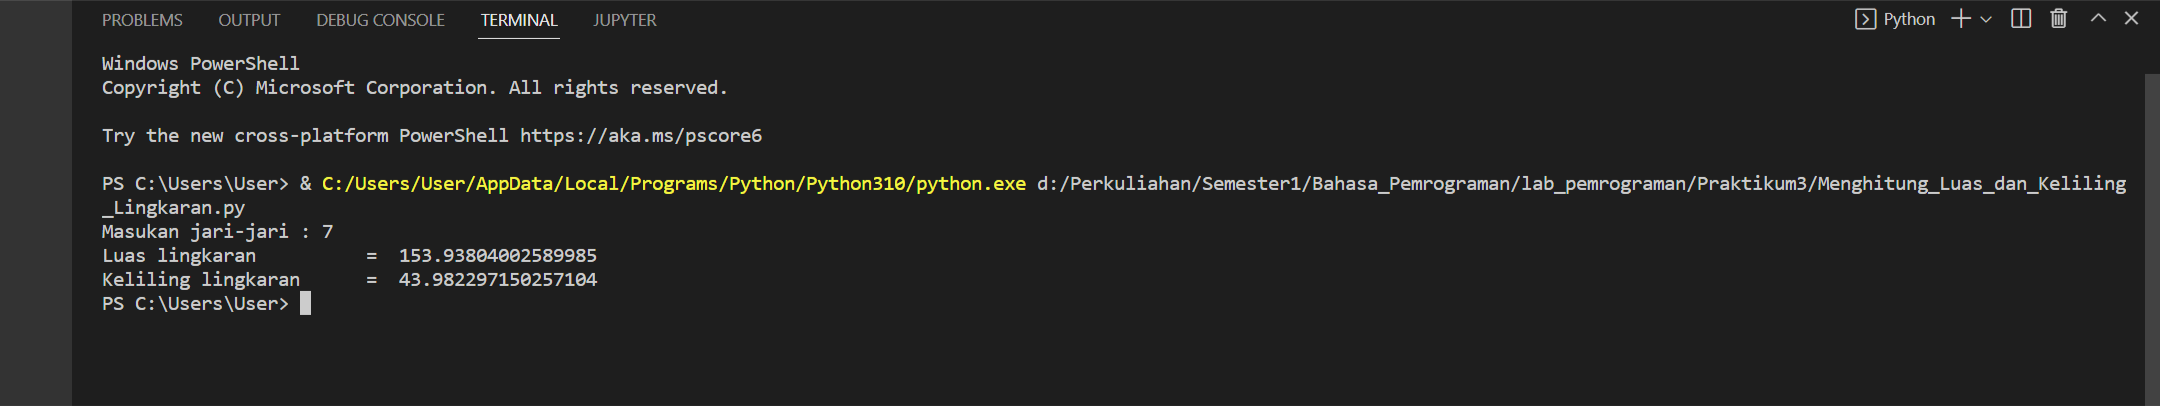 PROBLEMS OUTPUT DEBUG CONSOLE TERMINAL JUPYTER Python
Windows PowerShell
Copyright (C) Microsoft Corporation. All rights reserved.
Try the new cross-platform PowerShell https://aka.ms/pscore6
PS C:\Users\User> & C:/Users/User/AppData/Local/Programs/Python/Python310/python.exe d:/Perkuliahan/Semester1/Bahasa_Pemrograman/lab_pemrograman/Praktikum3/Menghitung_Luas_dan_Keliling
_Lingkaran.py
Masukan jari-jari : 7
Luas lingkaran = 153.93804002589985
Keliling lingkaran = 43.982297150257104
PS C:\Users\User>